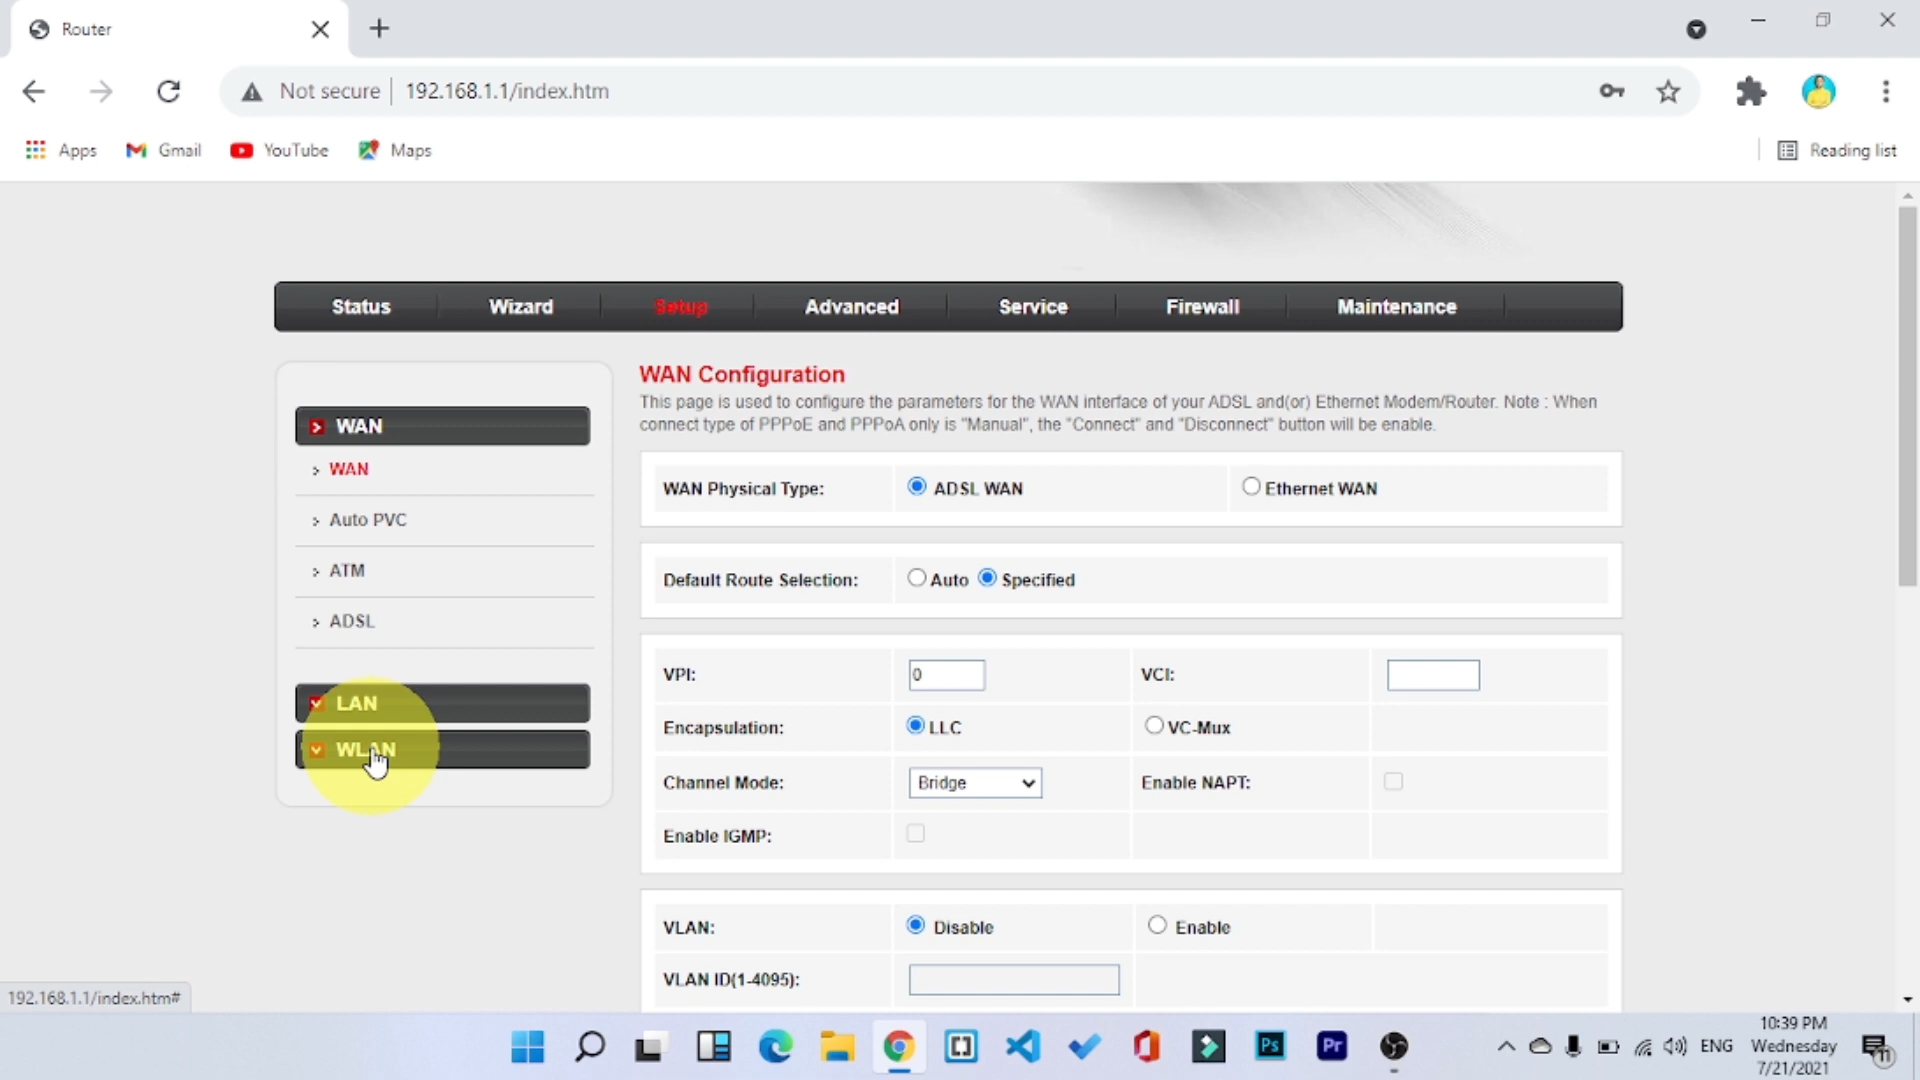 Router
Not secure
192.168.1.1/index.htm
Apps
Gmail
YouTube
Maps
Reading list
Status
Wizard
Setup
Advanced
Service
Firewall
Maintenance
WAN
WAN
Auto PVC
ATM
ADSL
LAN
WLAN
WAN Configuration
This page is used to configure the parameters for the WAN interface of your ADSL and(or) Ethernet Modem/Router. Note : When
connect type of PPPoE and PPPoA only is "Manual", the "Connect" and "Disconnect" button will be enable.
WAN Physical Type:
ADSL WAN
Ethernet WAN
Default Route Selection:
Auto
Specified
VPI:
0
VCI:
Encapsulation:
LLC
VC-Mux
Channel Mode:
Bridge
Enable NAPT:
Enable IGMP:
VLAN:
Disable
Enable
VLAN ID(1-4095):
192.168.1.1/index.htm#
Ps
Pr
ENG
10:39 PM
Wednesday
7/21/2021
11